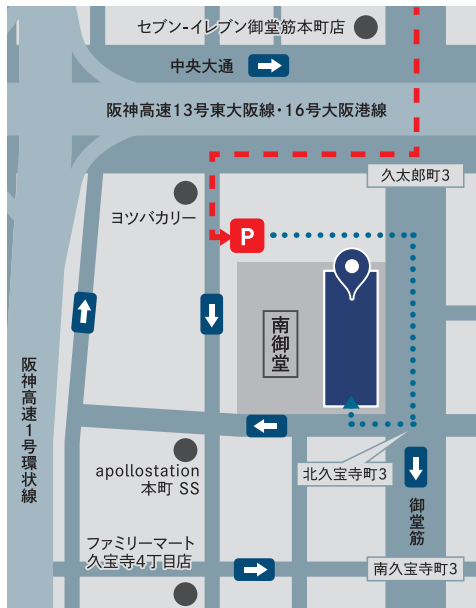 セブン-イレブン御堂筋本町店
中央大通
阪神高速13号東大阪線・16号大阪港線
久太郎町3
ヨツバカリー
P
南御堂
阪神高速1号環状線
apollostation
本町 SS
北久宝寺町3
御堂筋
ファミリーマート
久宝寺4丁目店
南久宝寺町3